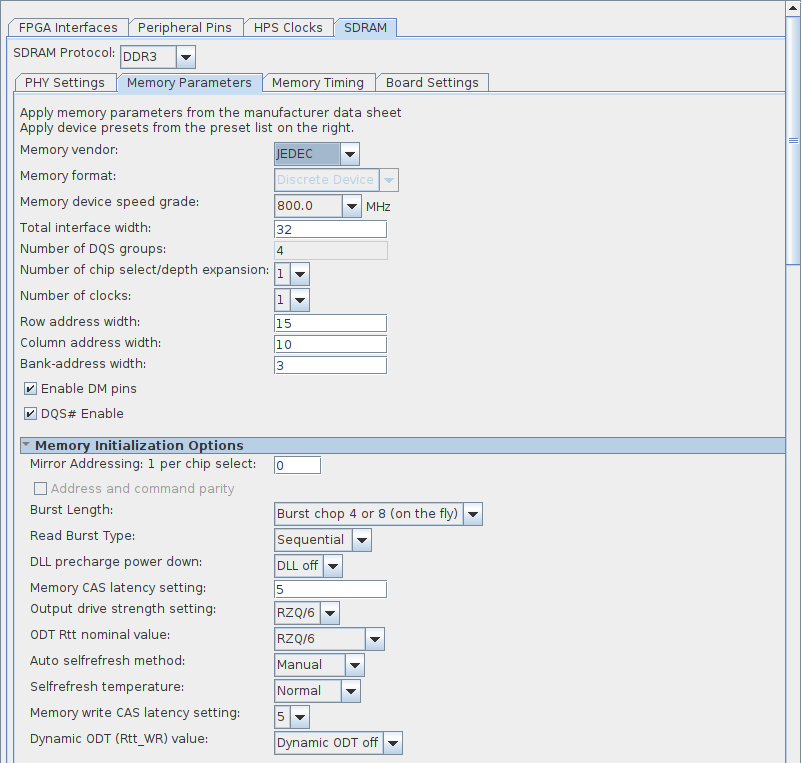 FPGA Interfaces Peripheral Pins HPS Clocks SDRAM
SDRAM Protocol: DDR3
PHY Settings Memory Parameters Memory Timing Board Settings
Apply memory parameters from the manufacturer data sheet
Apply device presets from the preset list on the right.
Memory vendor: JEDEC
Memory format: Discrete Device
Memory device speed grade: 800.0 MHz
Total interface width: 32
Number of DQS groups: 4
Number of chip select/depth expansion: 1
Number of clocks: 1
Row address width: 15
Column address width: 10
Bank-address width: 3
Enable DM pins
DQS# Enable
Memory Initialization Options
Mirror Addressing: 1 per chip select: 0
Address and command parity
Burst Length: Burst chop 4 or 8 (on the fly)
Read Burst Type: Sequential
DLL precharge power down: DLL off
Memory CAS latency setting: 5
Output drive strength setting: RZQ/6
ODT Rtt nominal value: RZQ/6
Auto selfrefresh method: Manual
Selfrefresh temperature: Normal
Memory write CAS latency setting: 5
Dynamic ODT (Rtt_WR) value: Dynamic ODT off